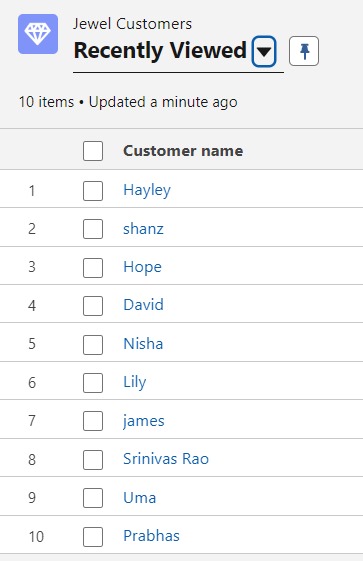 Jewel Customers
Recently Viewed
10 items • Updated a minute ago
Customer name
1 Hayley
2 shanz
3 Hope
4 David
5 Nisha
6 Lily
7 james
8 Srinivas Rao
9 Uma
10 Prabhas